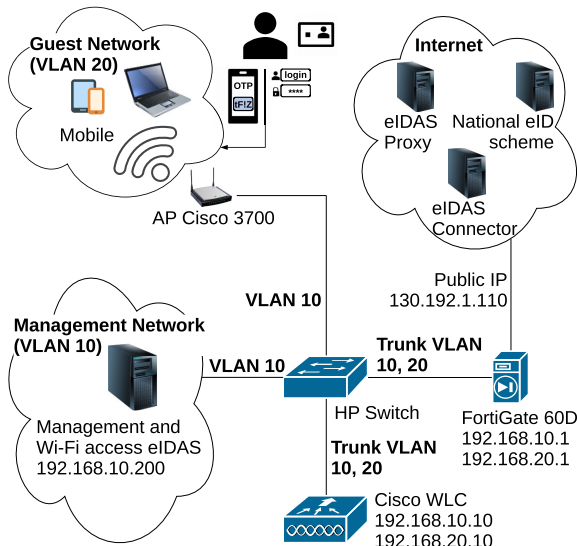 Guest Network
(VLAN 20)
Mobile
OTP
tF!Z
login
****
AP Cisco 3700
Internet
eIDAS
Proxy
National eID
scheme
eIDAS
Connector
Public IP
130.192.1.110
VLAN 10
Management Network
(VLAN 10)
VLAN 10
Trunk VLAN
10, 20
Management and
Wi-Fi access eIDAS
192.168.10.200
HP Switch
FortiGate 60D
192.168.10.1
192.168.20.1
Trunk VLAN
10, 20
Cisco WLC
192.168.10.10
192.168.20.10